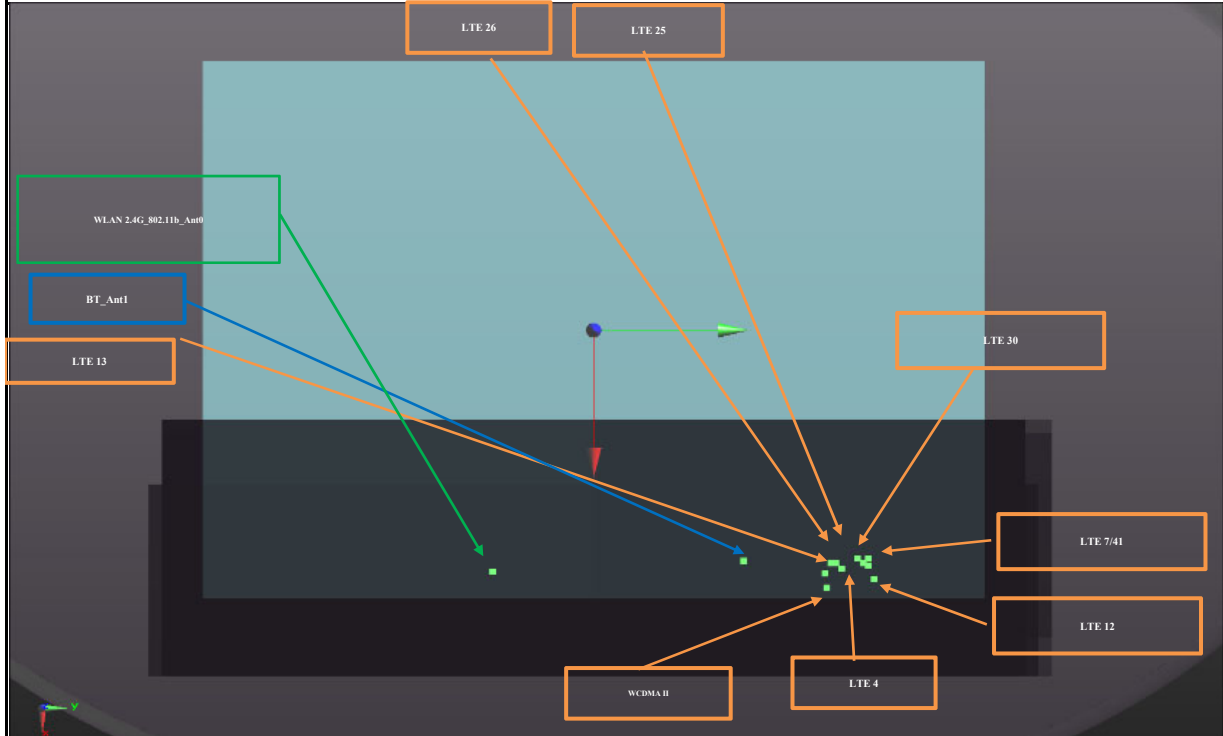 LTE 26
LTE 25
WLAN 2.4G_802.11b_Ant0
BT_Ant1
LTE 30
LTE 13
LTE 7/41
LTE 12
LTE 4
WCDMA II
Y